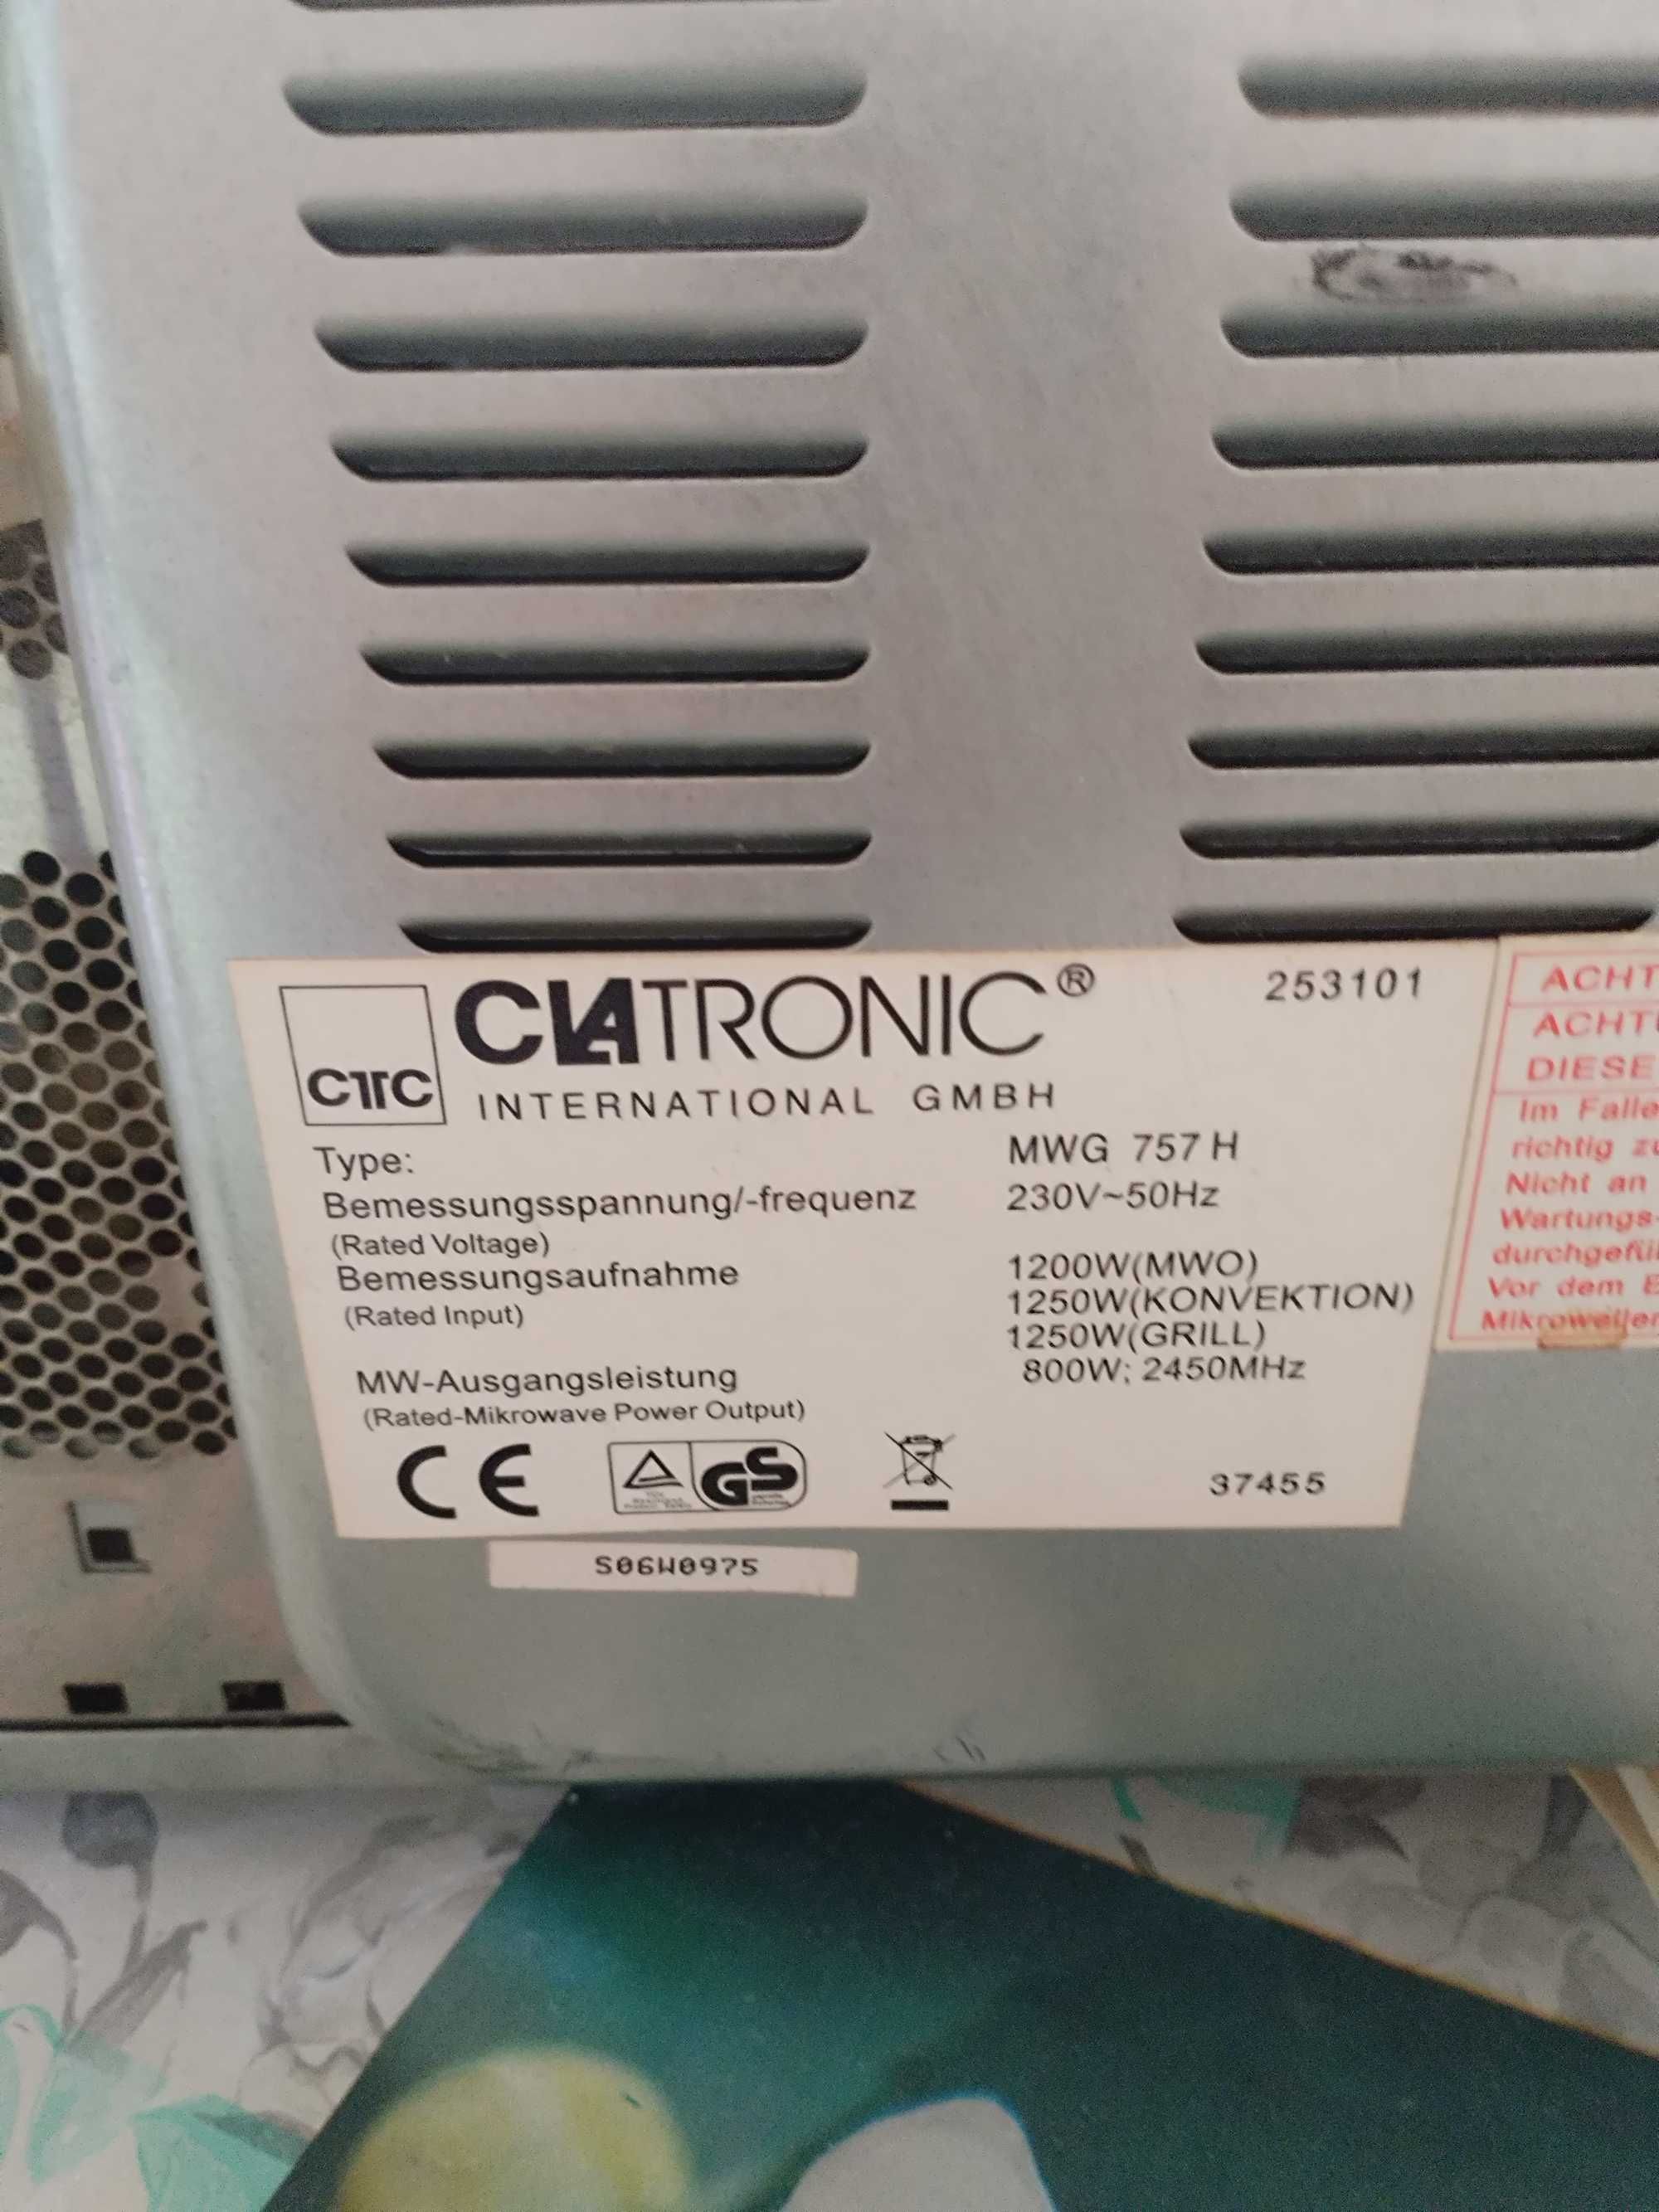 CLATRONIC® 253101
CTC
INTERNATIONAL GMBH
Type: MWG 757 H
Bemessungsspannung/-frequenz 230V~50Hz
(Rated Voltage)
Bemessungsaufnahme 1200W(MWO)
(Rated Input) 1250W(KONVEKTION)
1250W(GRILL)
MW-Ausgangsleistung 800W; 2450MHz
(Rated-Mikrowave Power Output)
CE GS 37455
S06W0975
ACHT
ACHTU
DIESE
Im Falle
richtig zu
Nicht an
Wartungs-
durchgefü
Vor dem
Mikroweller